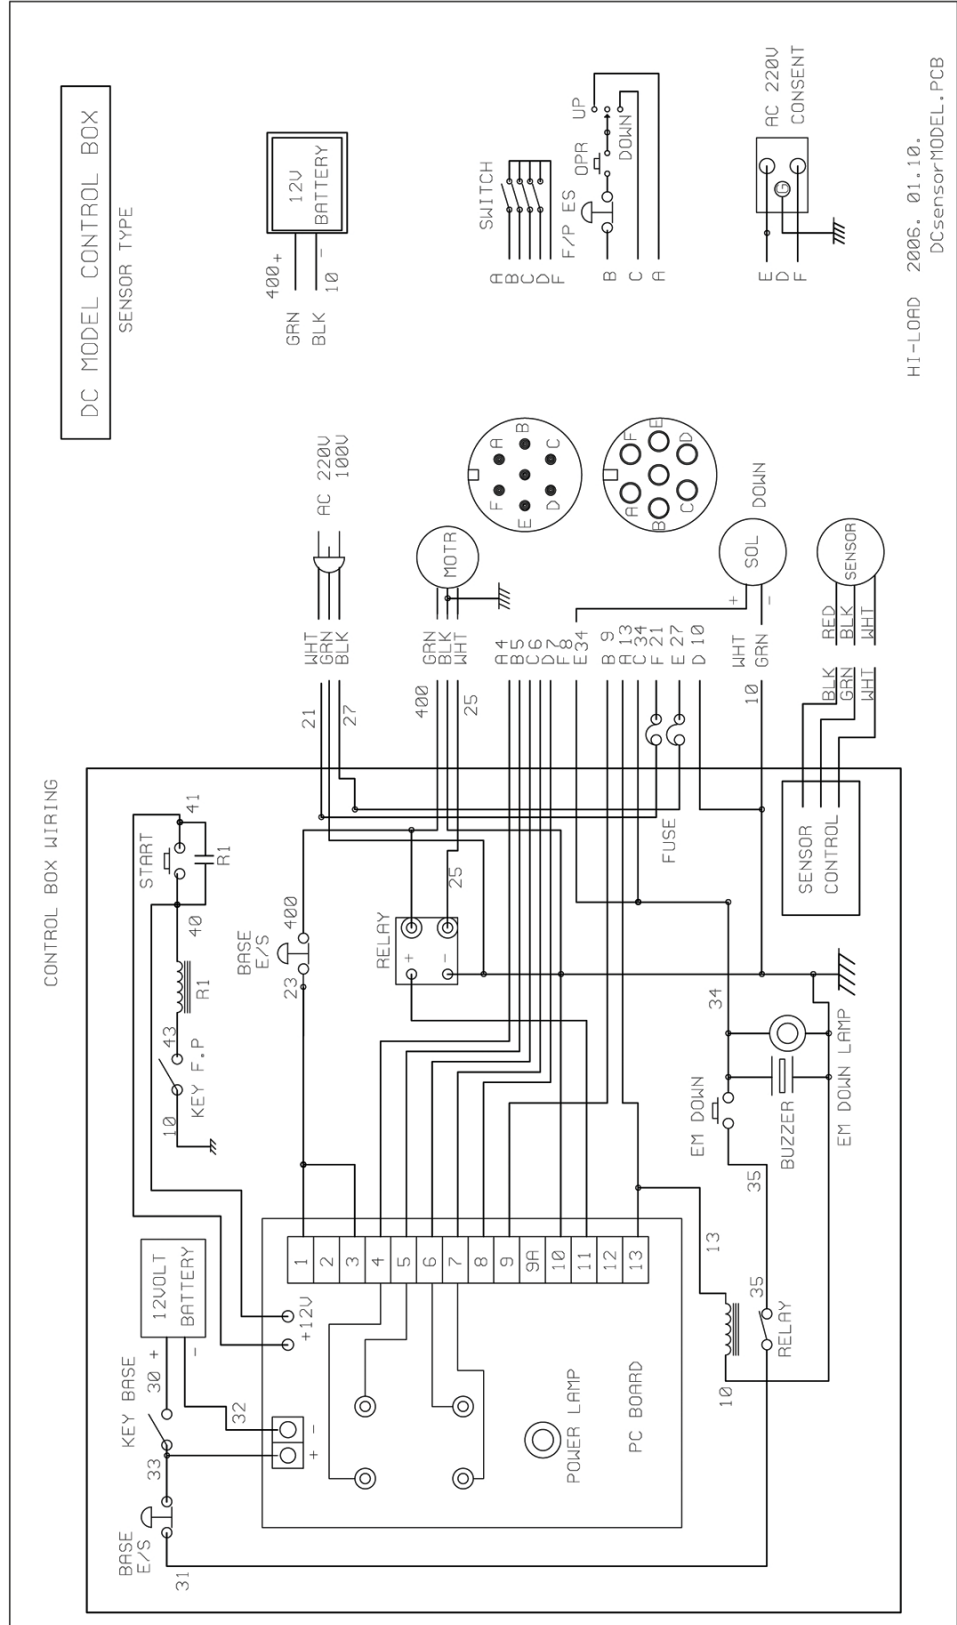 DC MODEL CONTROL BOX
SENSOR TYPE
12V
BATTERY
400 +
10 -
GRN
BLK
SWITCH
A
B
C
D
F
F/P ES
OPR
UP
DOWN
B
C
A
AC 220V
CONSENT
G
E
D
F
HI-LOAD 2006. 01.10.
DCsensorMODEL.PCB
AC 220V
100V
WHT
GRN
BLK
21
27
MOTR
GRN
BLK
WHT
400
25
A
B
C
D
E
F
A
B
C
D
E
F
A 4
B5
C 6
D7
F 8
E34
B 9
A 13
C 34
F 21
E 27
D 10
SOL
DOWN
+
-
WHT
GRN
10
SENSOR
RED
BLK
WHT
BLK
GRN
WHT
CONTROL BOX WIRING
41
START
R1
40
R1
43
KEY F.P
10
BASE
E/S
400
23
RELAY
+
-
25
FUSE
SENSOR
CONTROL
34
EM DOWN
BUZZER
EM DOWN LAMP
35
13
35
RELAY
10
12VOLT
BATTERY
30 +
-
KEY BASE
32
33
BASE
E/S
31
+12V
-
+
1
2
3
4
5
6
7
8
9
9A
10
11
12
13
POWER LAMP
PC BOARD